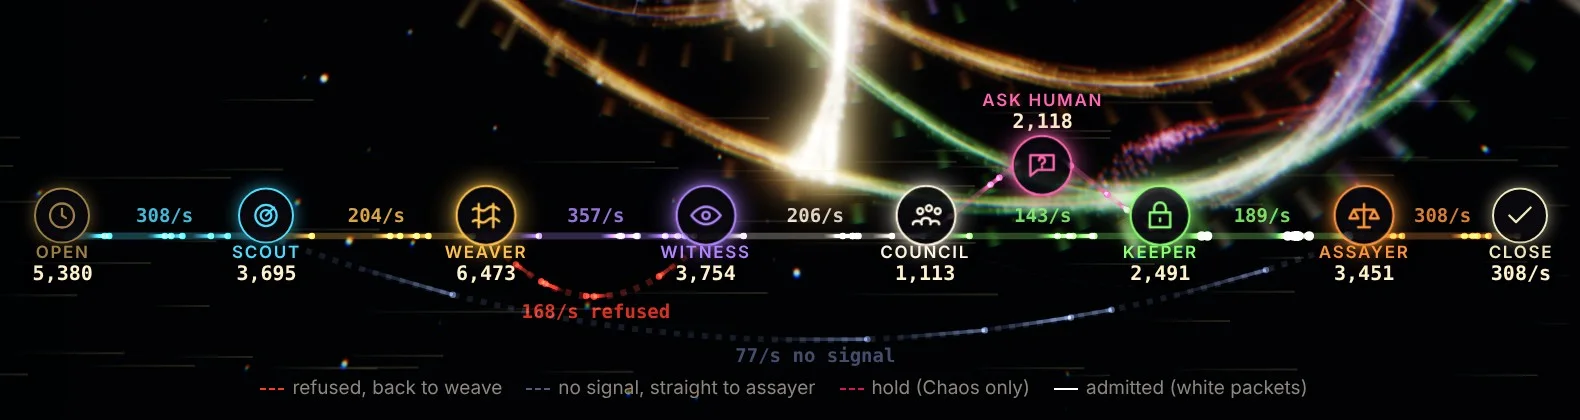 ASK HUMAN
2,118
308/s
204/s
357/s
206/s
143/s
189/s
308/s
OPEN
SCOUT
WEAVER
WITNESS
COUNCIL
KEEPER
ASSAYER
CLOSE
5,380
3,695
6,473
3,754
1,113
2,491
3,451
308/s
168/s refused
77/s no signal
refused, back to weave
no signal, straight to assayer
hold (Chaos only)
admitted (white packets)